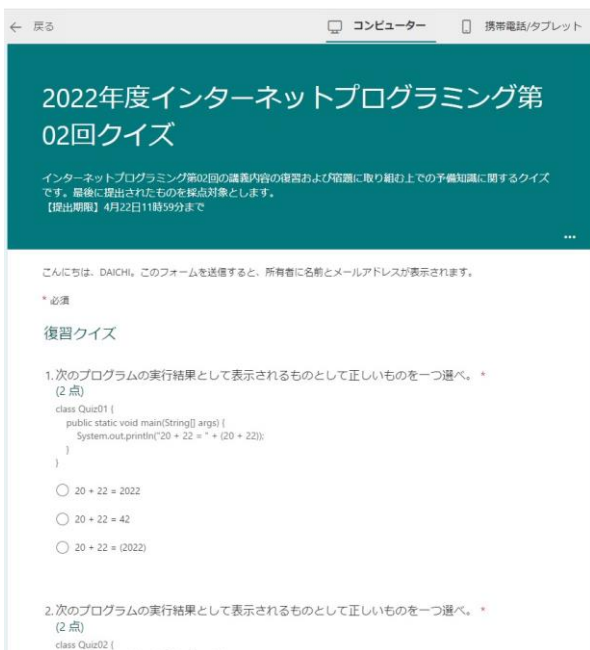 ← 戻る
コンピューター
携帯電話/タブレット
2022年度インターネットプログラミング第
02回クイズ
インターネットプログラミング第02回の講義内容の復習および宿題に取り組む上での予備知識に関するクイズ
です。最後に提出されたものを採点対象とします。
【提出期限】4月22日11時59分まで
...
こんにちは、DAICHI。このフォームを送信すると、所有者に名前とメールアドレスが表示されます。
* 必須
復習クイズ
1.次のプログラムの実行結果として表示されるものとして正しいものを一つ選べ。 *
(2 点)
class Quiz01 {
public static void main(String[] args) {
System.out.println("20 + 22 = " + (20 + 22));
}
}
20 + 22 = 2022
20 + 22 = 42
20 + 22 = (2022)
2.次のプログラムの実行結果として表示されるものとして正しいものを一つ選べ。 *
(2 点)
class Quiz02 {